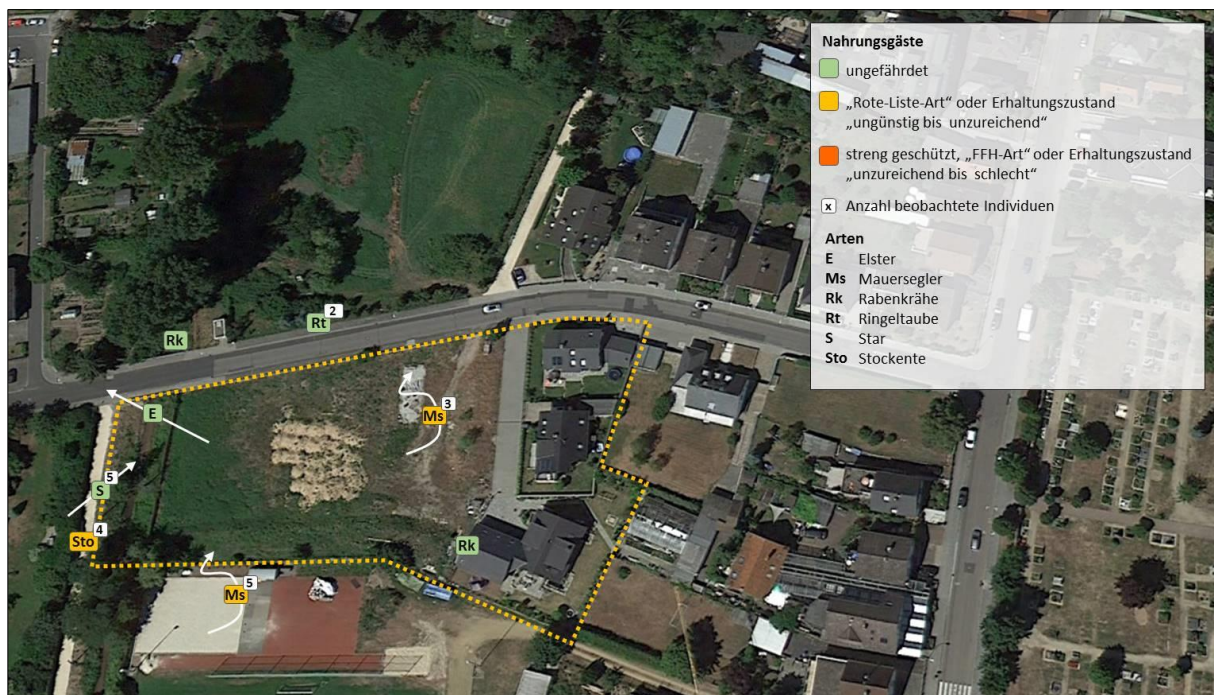 Nahrungsgäste
ungefährdet
„Rote-Liste-Art“ oder Erhaltungszustand
„ungünstig bis unzureichend“
streng geschützt, „FFH-Art“ oder Erhaltungszustand
„unzureichend bis schlecht“
x Anzahl beobachtete Individuen
Arten
E Elster
Ms Mauersegler
Rk Rabenkrähe
Rt Ringeltaube
S Star
Sto Stockente
2
Rt
Rk
3
Ms
E
5
S
4
Sto
Rk
5
Ms